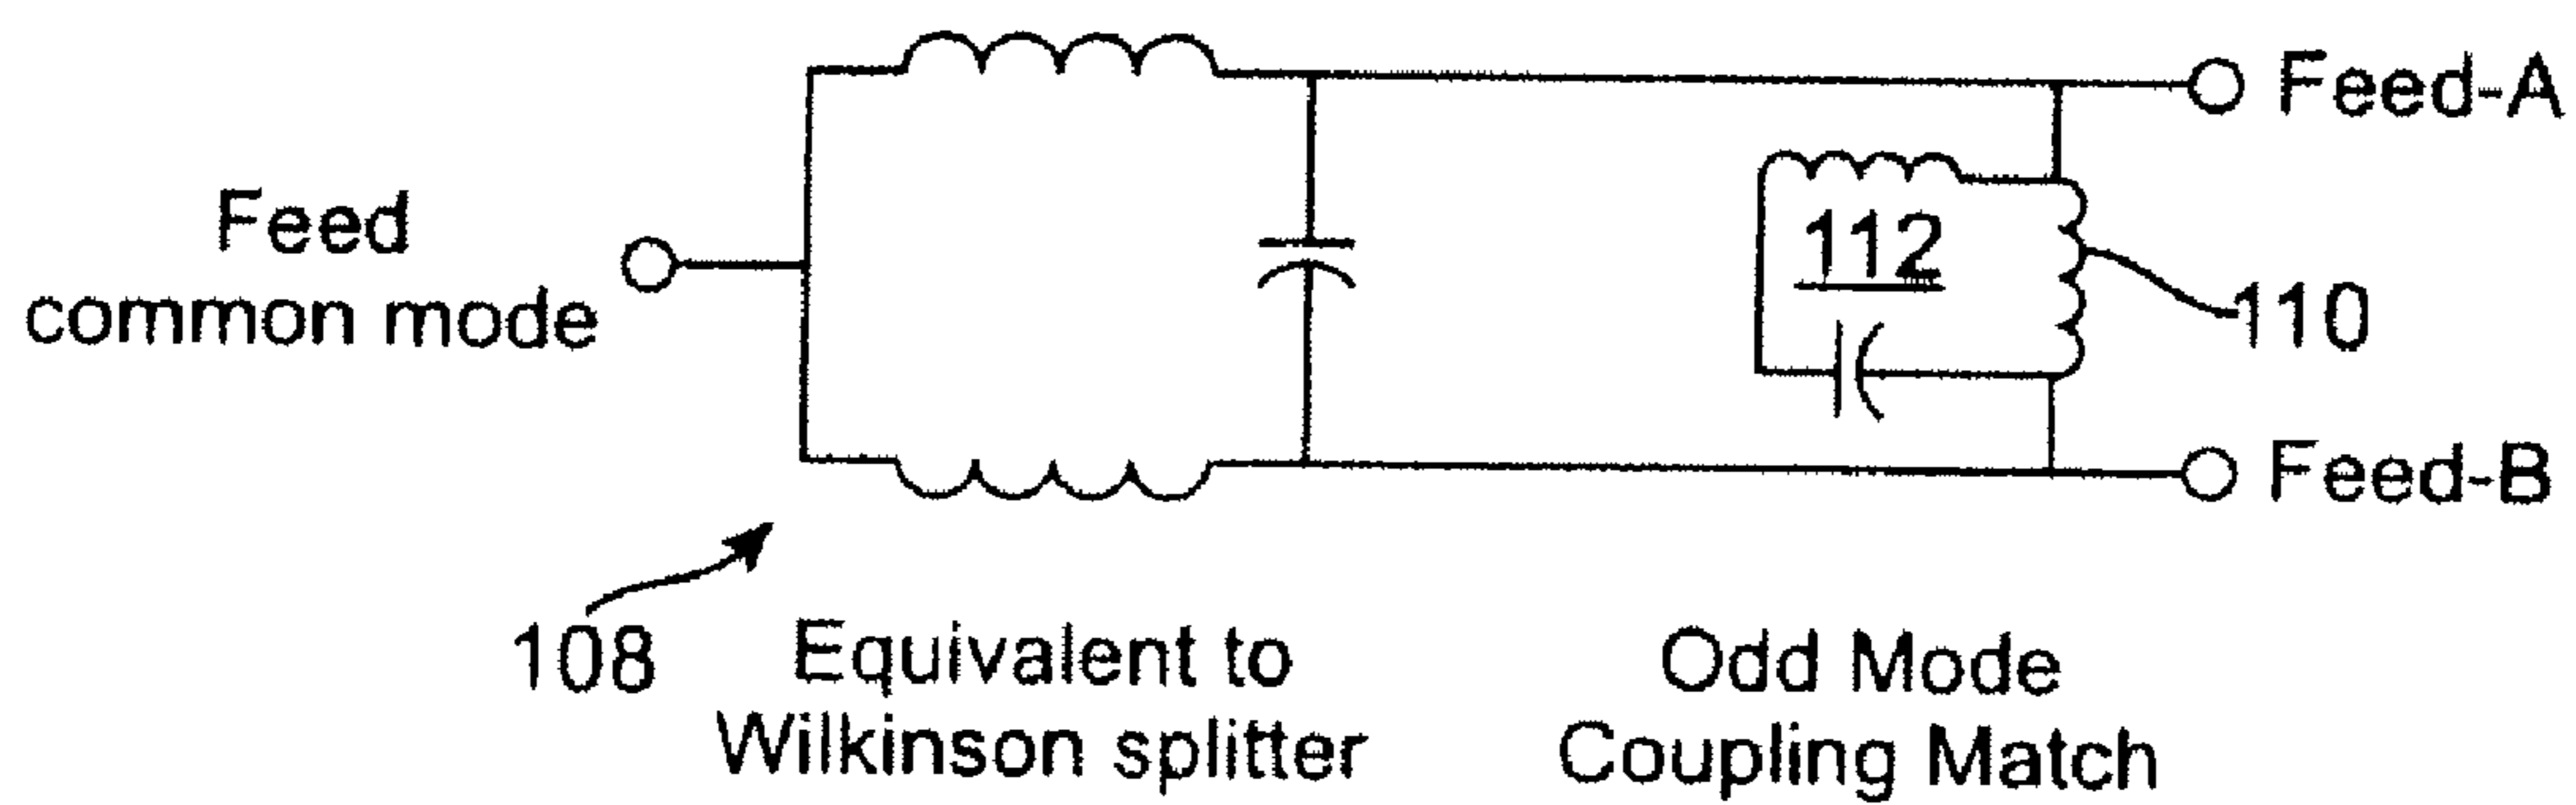 Feed-A
Feed
common mode
112
110
Feed-B
108
Equivalent to
Wilkinson splitter
Odd Mode
Coupling Match